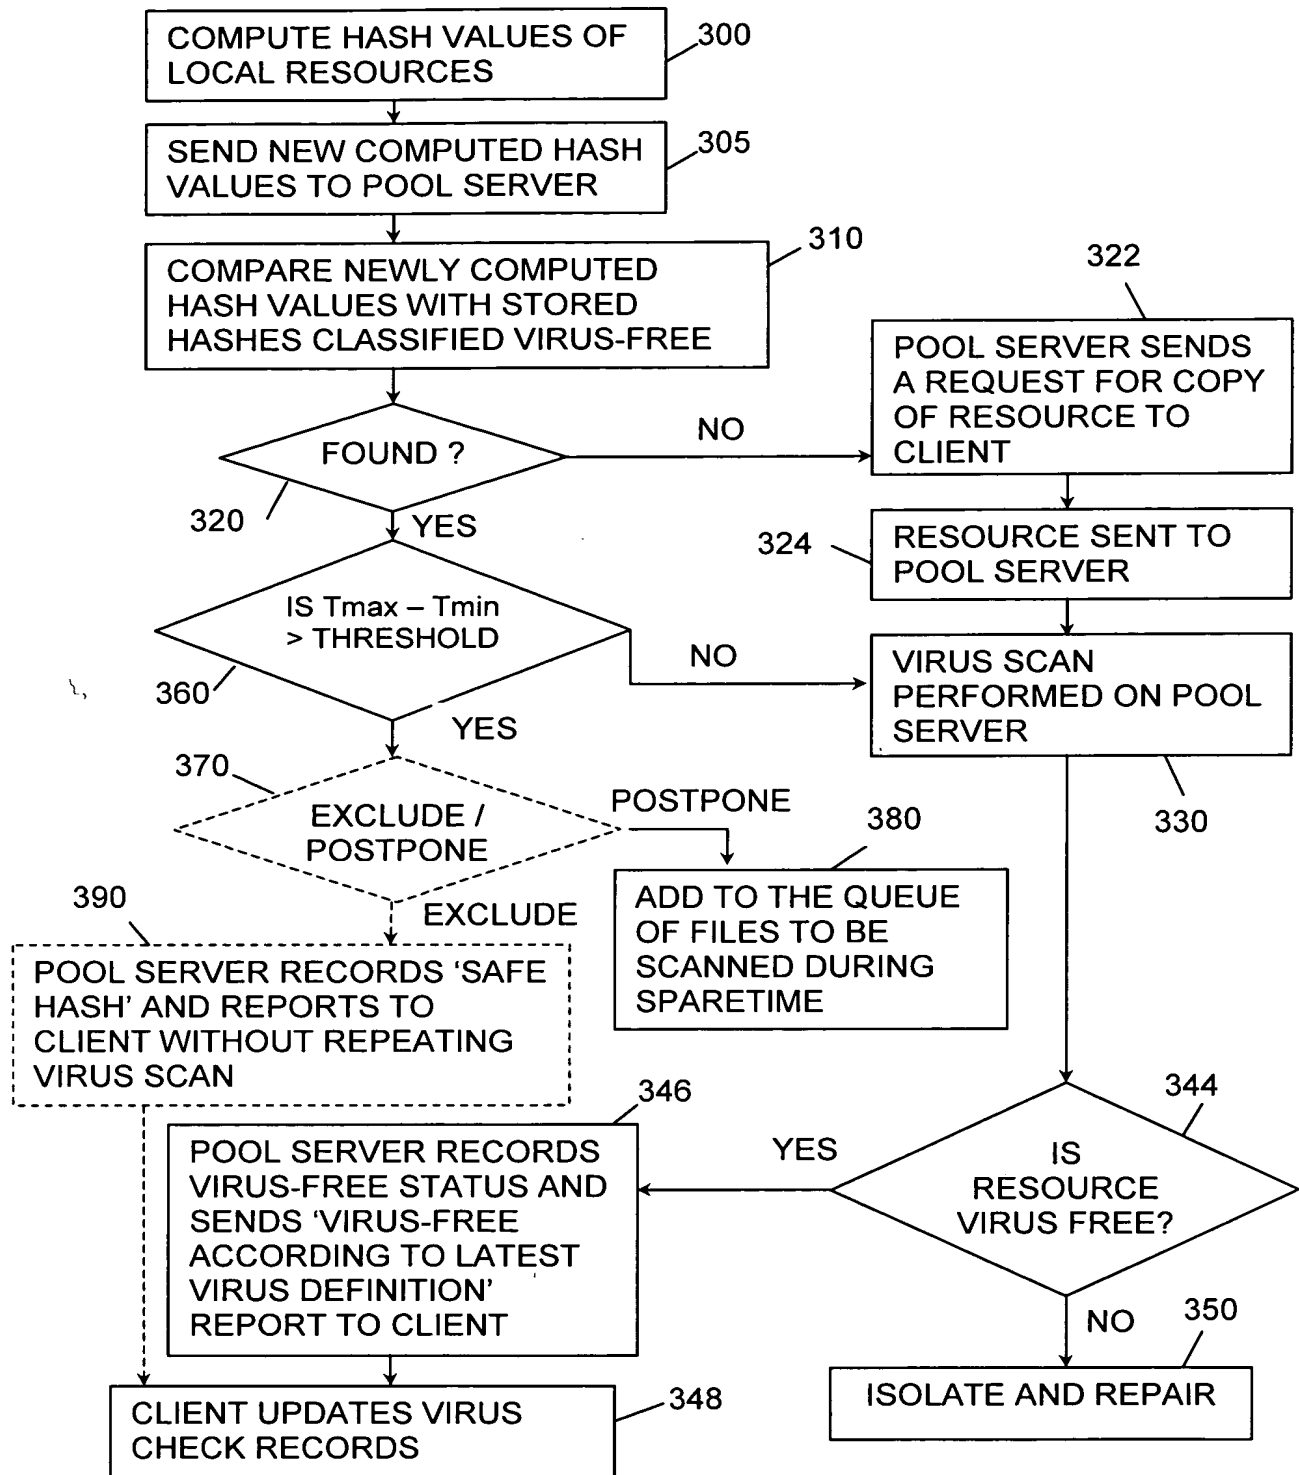 COMPUTE HASH VALUES OF
LOCAL RESOURCES
300
SEND NEW COMPUTED HASH
VALUES TO POOL SERVER
305
COMPARE NEWLY COMPUTED
HASH VALUES WITH STORED
HASHES CLASSIFIED VIRUS-FREE
310
FOUND ?
320
NO
YES
322
POOL SERVER SENDS
A REQUEST FOR COPY
OF RESOURCE TO
CLIENT
324
RESOURCE SENT TO
POOL SERVER
IS Tmax – Tmin
> THRESHOLD
360
NO
YES
VIRUS SCAN
PERFORMED ON POOL
SERVER
330
370
EXCLUDE /
POSTPONE
POSTPONE
EXCLUDE
380
ADD TO THE QUEUE
OF FILES TO BE
SCANNED DURING
SPARETIME
390
POOL SERVER RECORDS ‘SAFE
HASH’ AND REPORTS TO
CLIENT WITHOUT REPEATING
VIRUS SCAN
344
IS
RESOURCE
VIRUS FREE?
YES
NO
346
POOL SERVER RECORDS
VIRUS-FREE STATUS AND
SENDS ‘VIRUS-FREE
ACCORDING TO LATEST
VIRUS DEFINITION’
REPORT TO CLIENT
350
ISOLATE AND REPAIR
CLIENT UPDATES VIRUS
CHECK RECORDS
348